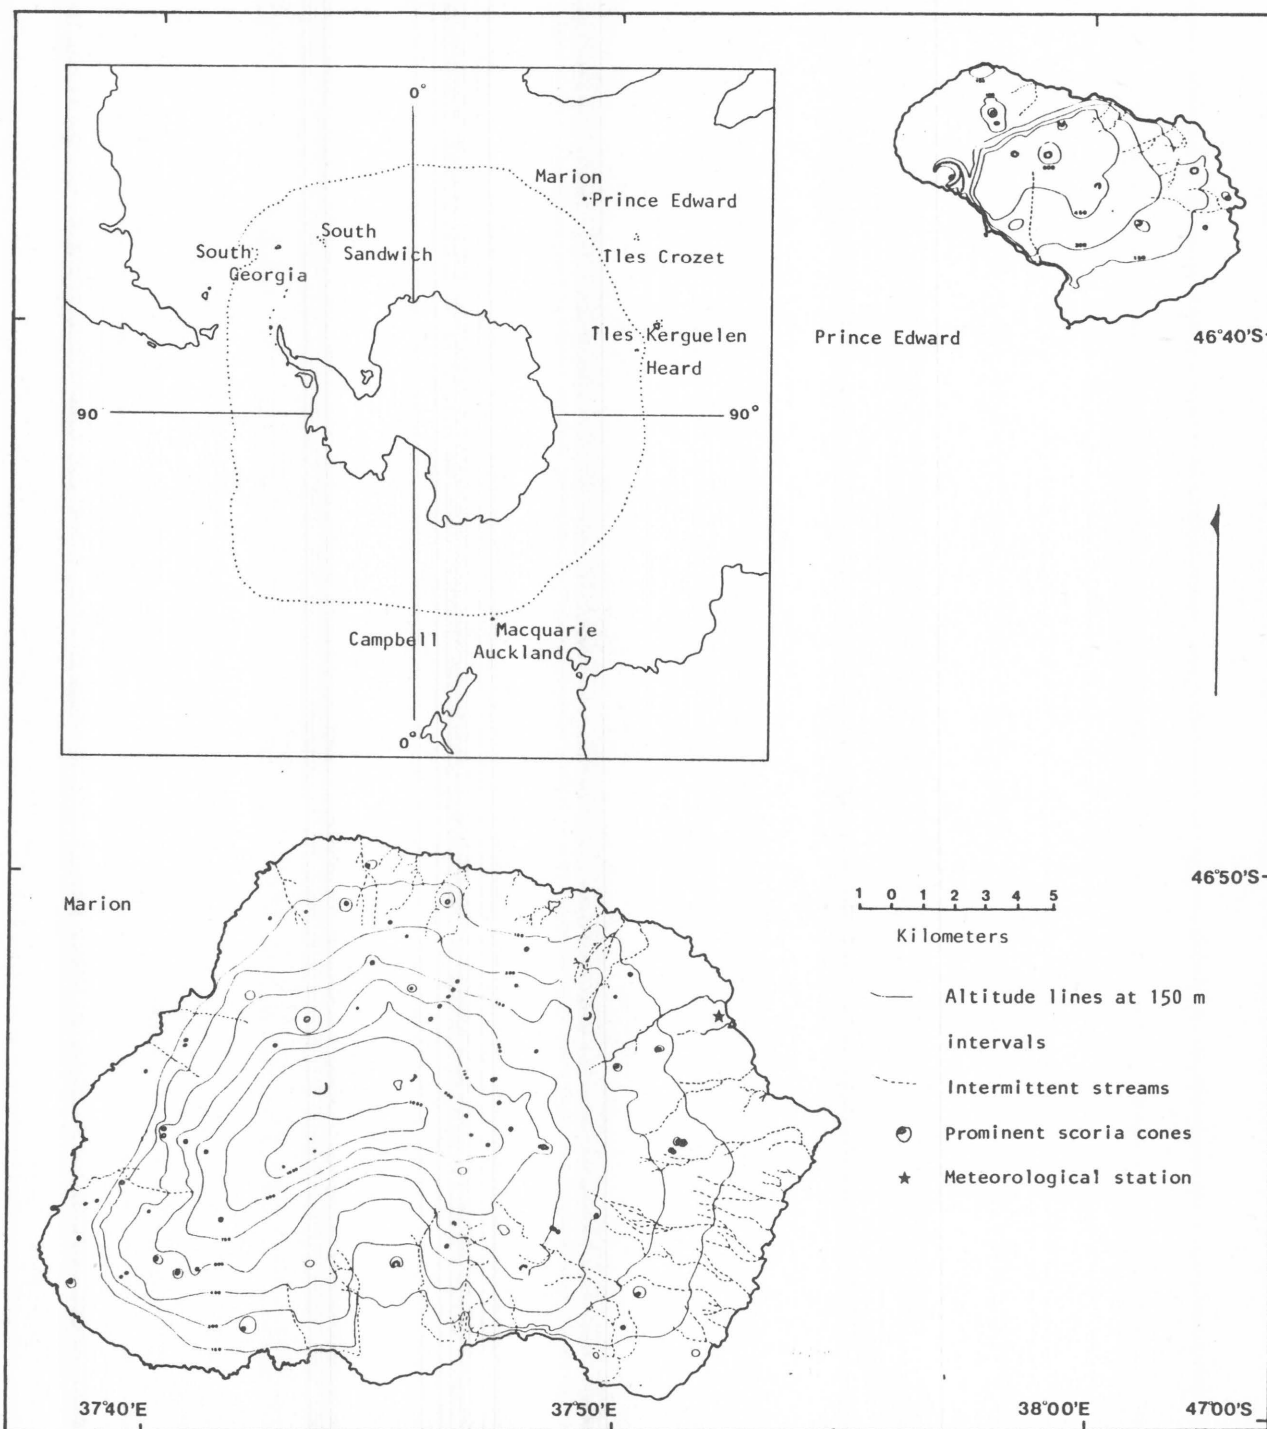 0°
Marion
Prince Edward
South
Sandwich
South
Georgia
Îles Crozet
Îles Kerguelen
Heard
90
90°
Campbell
Macquarie
Auckland
0°
Prince Edward
46°40'S
Marion
46°50'S
1 0 1 2 3 4 5
Kilometers
Altitude lines at 150 m
intervals
Intermittent streams
Prominent scoria cones
Meteorological station
37°40'E
37°50'E
38°00'E
47°00'S